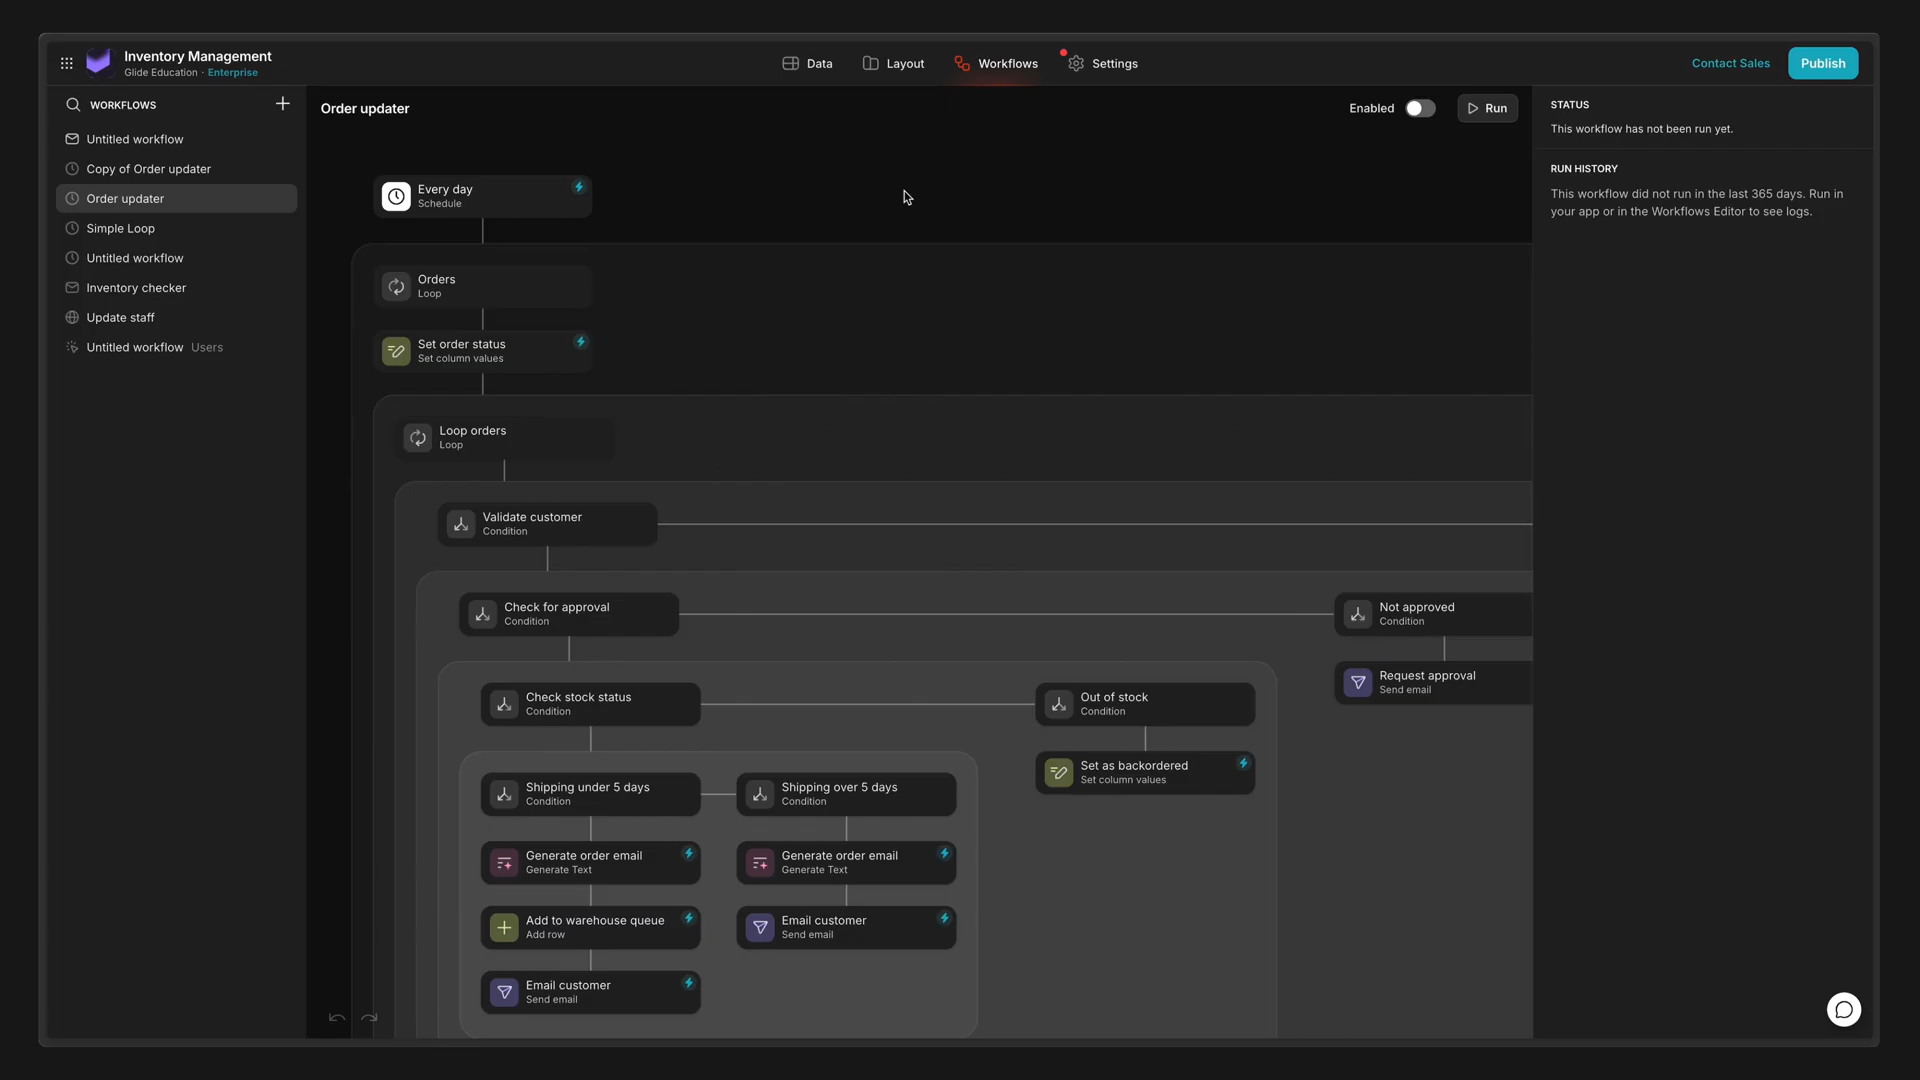 Inventory Management
Glide Education · Enterprise
Data
Layout
Workflows
Settings
Contact Sales
Publish
WORKFLOWS
Untitled workflow
Copy of Order updater
Order updater
Simple Loop
Untitled workflow
Inventory checker
Update staff
Untitled workflow Users
Order updater
Enabled
Run
Every day
Schedule
Orders
Loop
Set order status
Set column values
Loop orders
Loop
Validate customer
Condition
Check for approval
Condition
Not approved
Condition
Request approval
Send email
Check stock status
Condition
Out of stock
Condition
Set as backordered
Set column values
Shipping under 5 days
Condition
Shipping over 5 days
Condition
Generate order email
Generate Text
Generate order email
Generate Text
Add to warehouse queue
Add row
Email customer
Send email
Email customer
Send email
STATUS
This workflow has not been run yet.
RUN HISTORY
This workflow did not run in the last 365 days. Run in
your app or in the Workflows Editor to see logs.